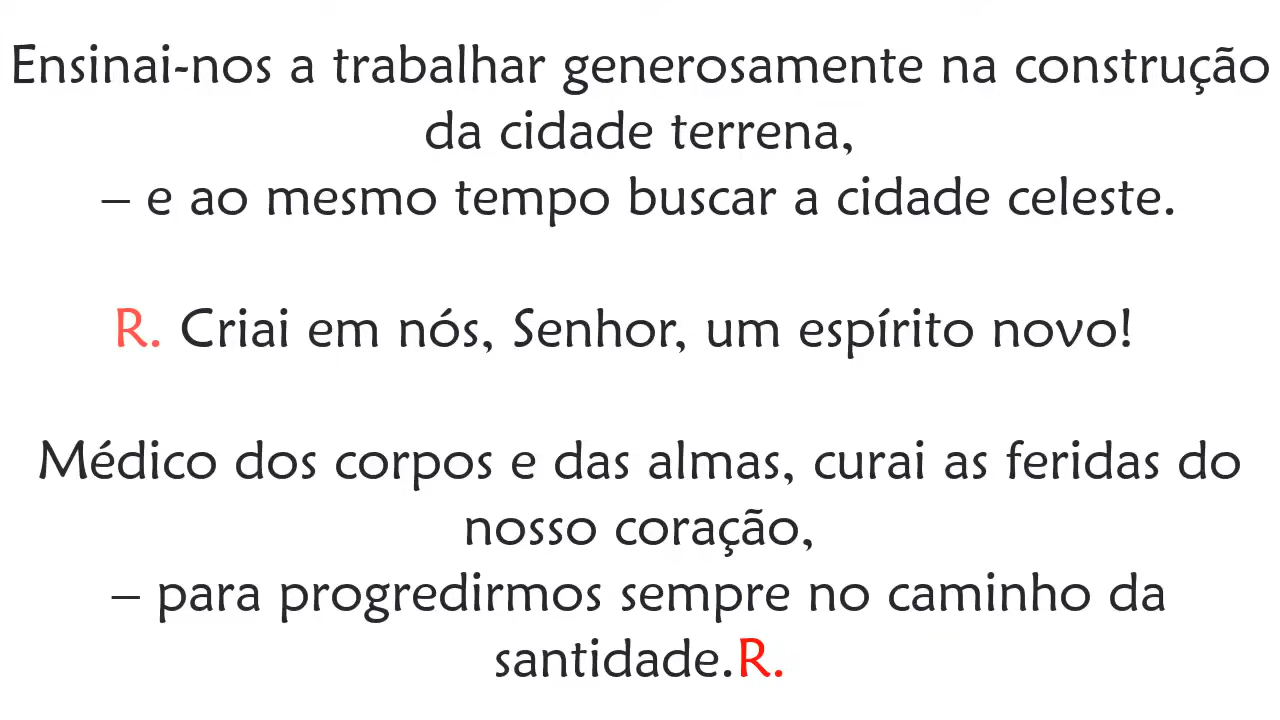 Ensinai-nos a trabalhar generosamente na construção
da cidade terrena,
– e ao mesmo tempo buscar a cidade celeste.
R. Criai em nós, Senhor, um espírito novo!
Médico dos corpos e das almas, curai as feridas do
nosso coração,
– para progredirmos sempre no caminho da
santidade.R.